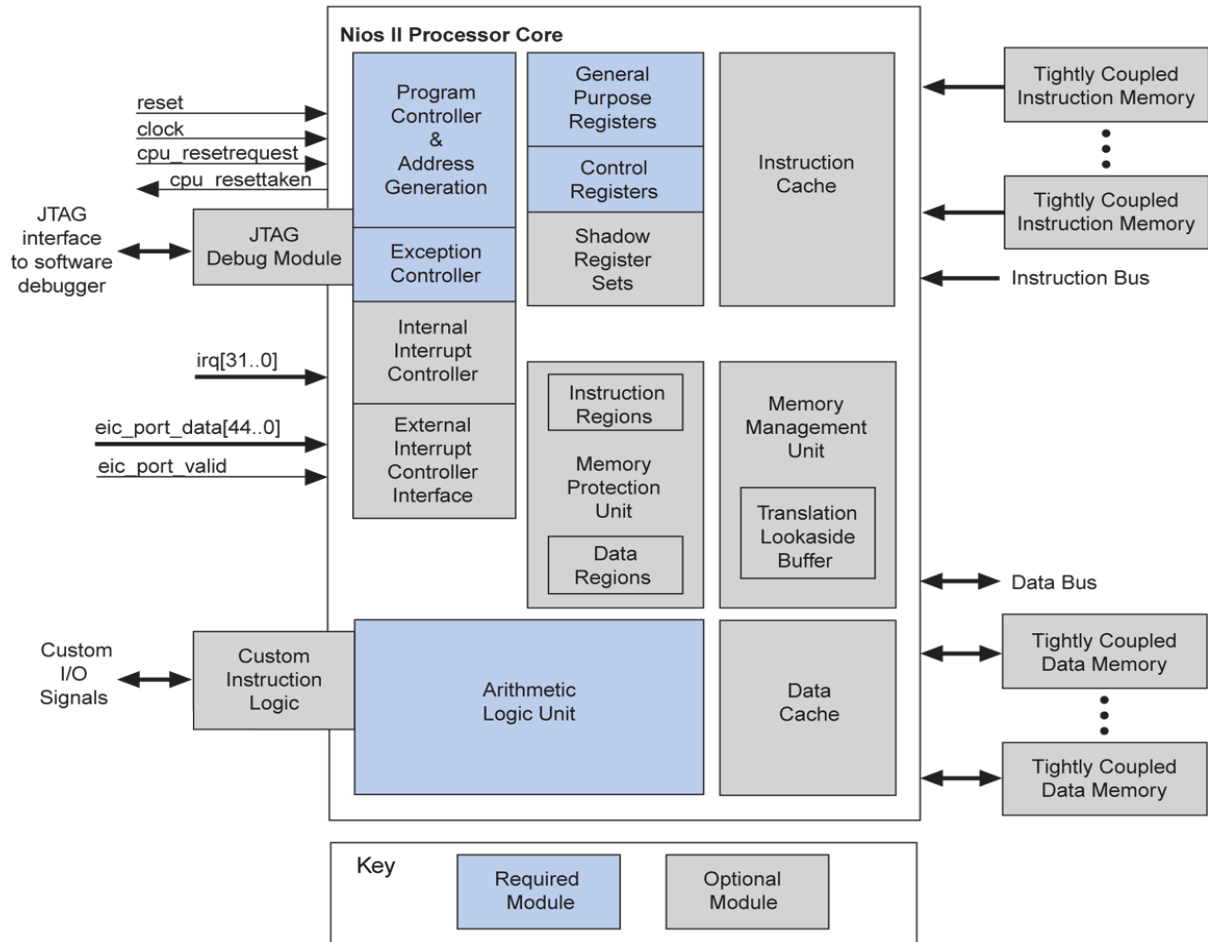 Nios II Processor Core
reset
clock
cpu_resetrequest
cpu_resettaken
JTAG
interface
to software
debugger
JTAG
Debug Module
irq[31..0]
eic_port_data[44..0]
eic_port_valid
Custom
I/O
Signals
Custom
Instruction
Logic
Program
Controller
&
Address
Generation
Exception
Controller
Internal
Interrupt
Controller
External
Interrupt
Controller
Interface
General
Purpose
Registers
Control
Registers
Shadow
Register
Sets
Instruction
Cache
Instruction
Regions
Memory
Protection
Unit
Data
Regions
Memory
Management
Unit
Translation
Lookaside
Buffer
Arithmetic
Logic Unit
Data
Cache
Tightly Coupled
Instruction Memory
Tightly Coupled
Instruction Memory
Instruction Bus
Data Bus
Tightly Coupled
Data Memory
Tightly Coupled
Data Memory
Key
Required
Module
Optional
Module